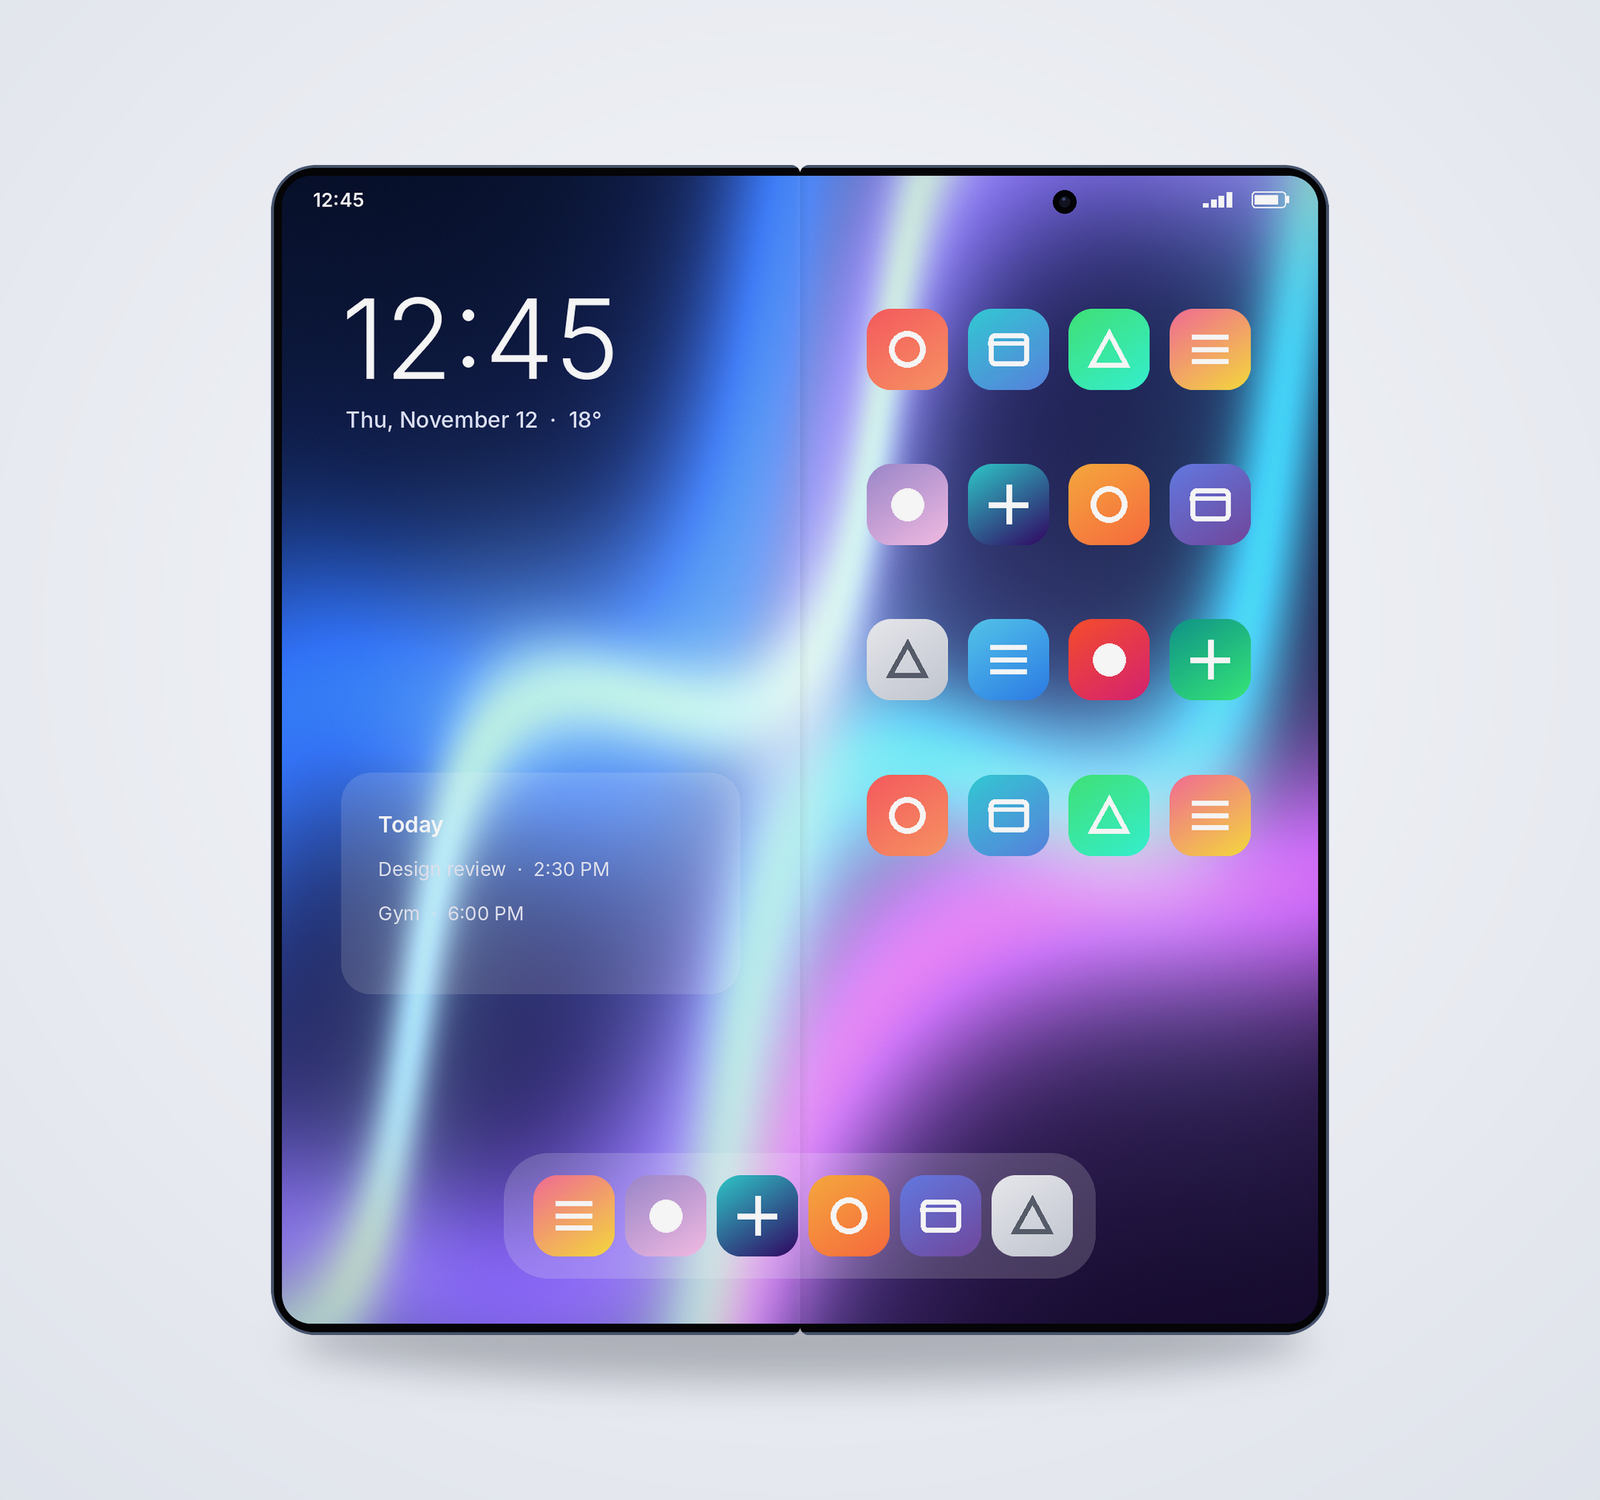 12:45
12:45
Thu, November 12 · 18°
Today
Design review · 2:30 PM
Gym · 6:00 PM